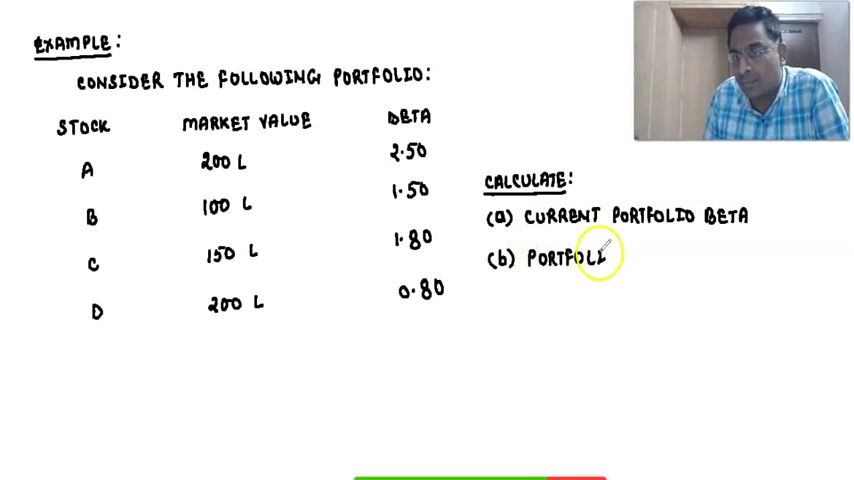 EXAMPLE:
CONSIDER THE FOLLOWING PORTFOLIO:
STOCK MARKET VALUE BETA
A 200 L 2.50
B 100 L 1.50
C 150 L 1.80
D 200 L 0.80
CALCULATE:
(a) CURRENT PORTFOLIO BETA
(b) PORTFOLI